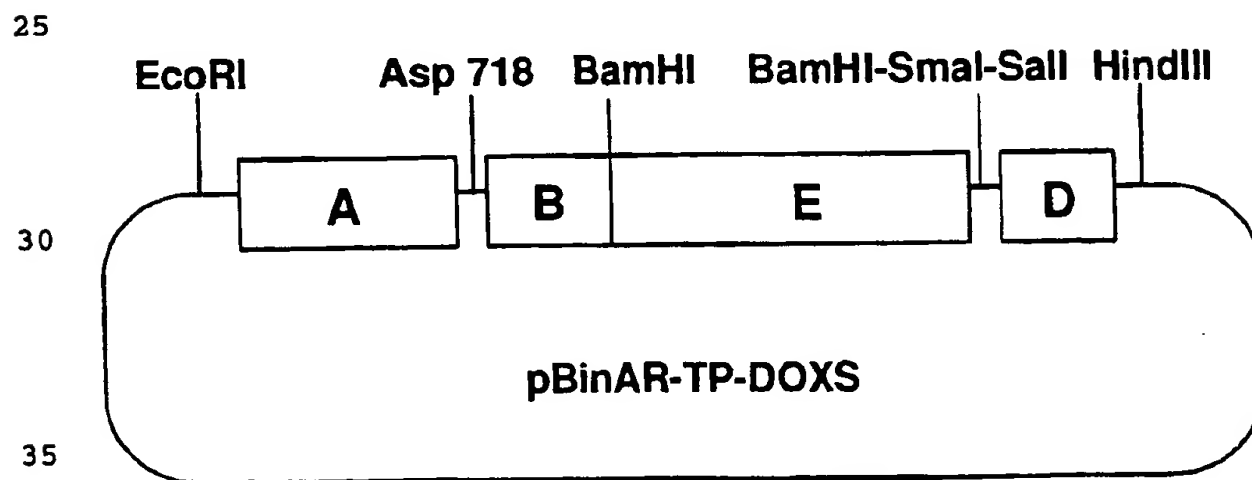 25
EcoRI Asp 718 BamHI BamHI-SmaI-SalI HindIII
A B E D
30
pBinAR-TP-DOXS
35